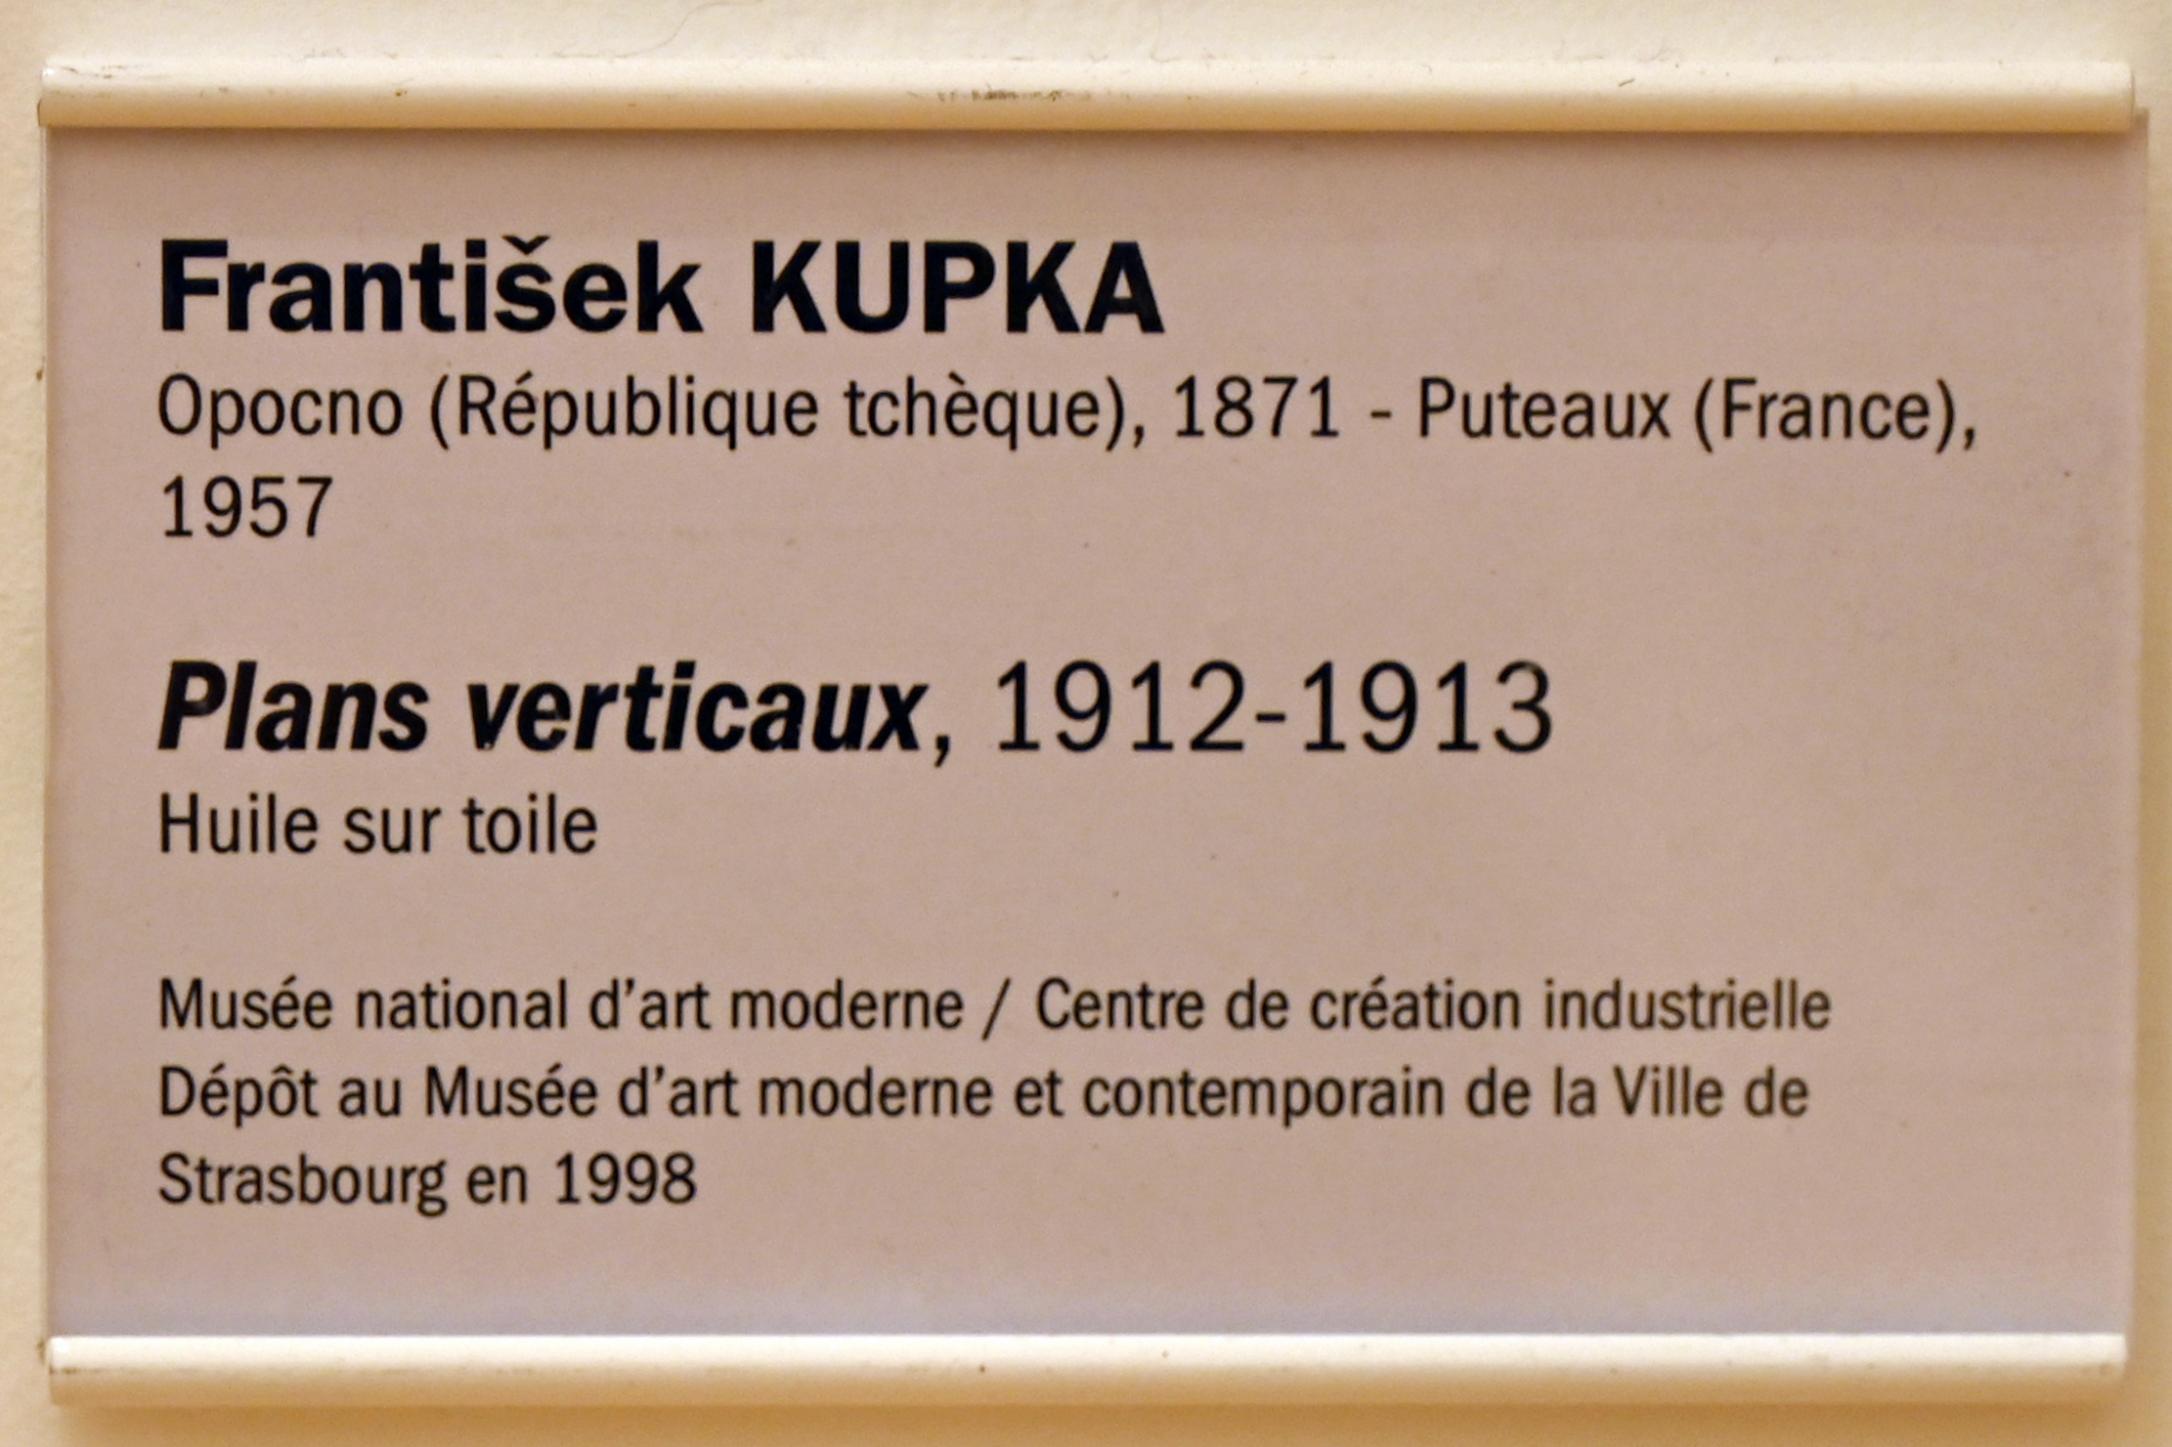 František KUPKA
Opocno (République tchèque), 1871 - Puteaux (France),
1957
Plans verticaux, 1912-1913
Huile sur toile
Musée national d’art moderne / Centre de création industrielle
Dépôt au Musée d’art moderne et contemporain de la Ville de
Strasbourg en 1998